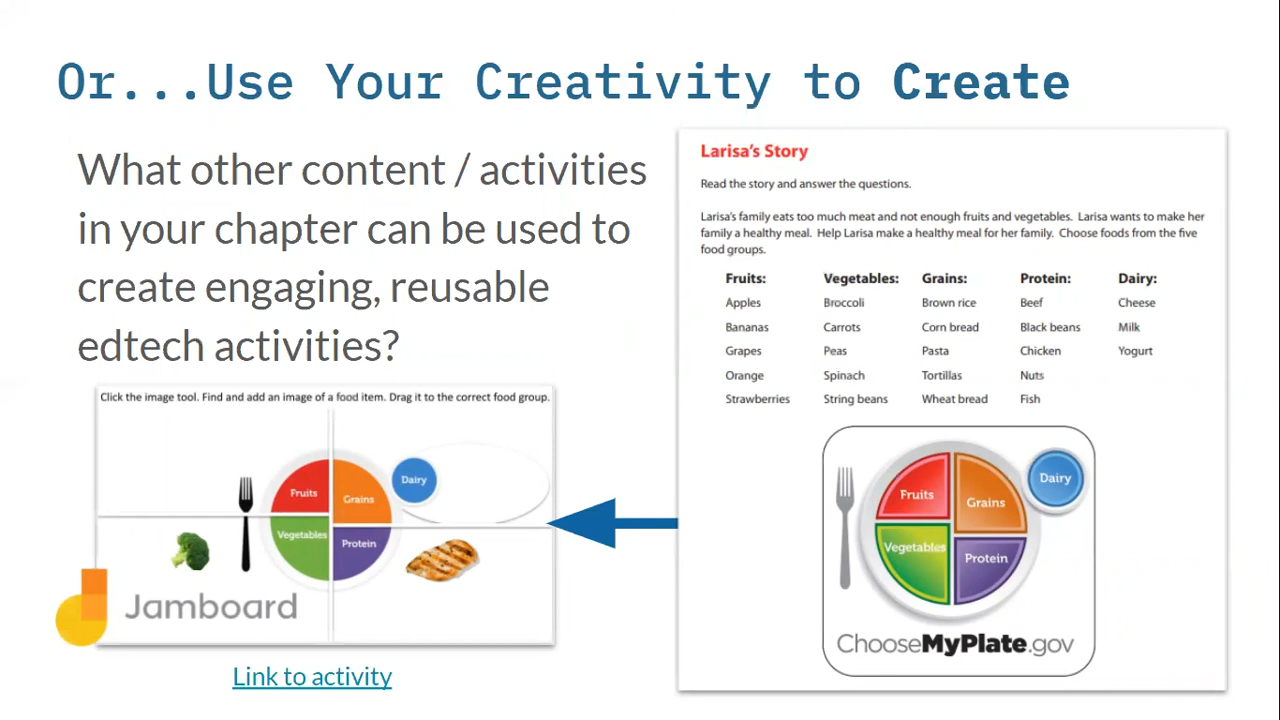 Or...Use Your Creativity to Create
What other content / activities
in your chapter can be used to
create engaging, reusable
edtech activities?
Click the image tool. Find and add an image of a food item. Drag it to the correct food group.
Fruits
Grains
Dairy
Vegetables
Protein
Jamboard
Link to activity
Larisa's Story
Read the story and answer the questions.
Larisa's family eats too much meat and not enough fruits and vegetables. Larisa wants to make her
family a healthy meal. Help Larisa make a healthy meal for her family. Choose foods from the five
food groups.
Fruits: Vegetables: Grains: Protein: Dairy:
Apples Broccoli Brown rice Beef Cheese
Bananas Carrots Corn bread Black beans Milk
Grapes Peas Pasta Chicken Yogurt
Orange Spinach Tortillas Nuts
Strawberries String beans Wheat bread Fish
Fruits
Grains
Dairy
Vegetables
Protein
ChooseMyPlate.gov